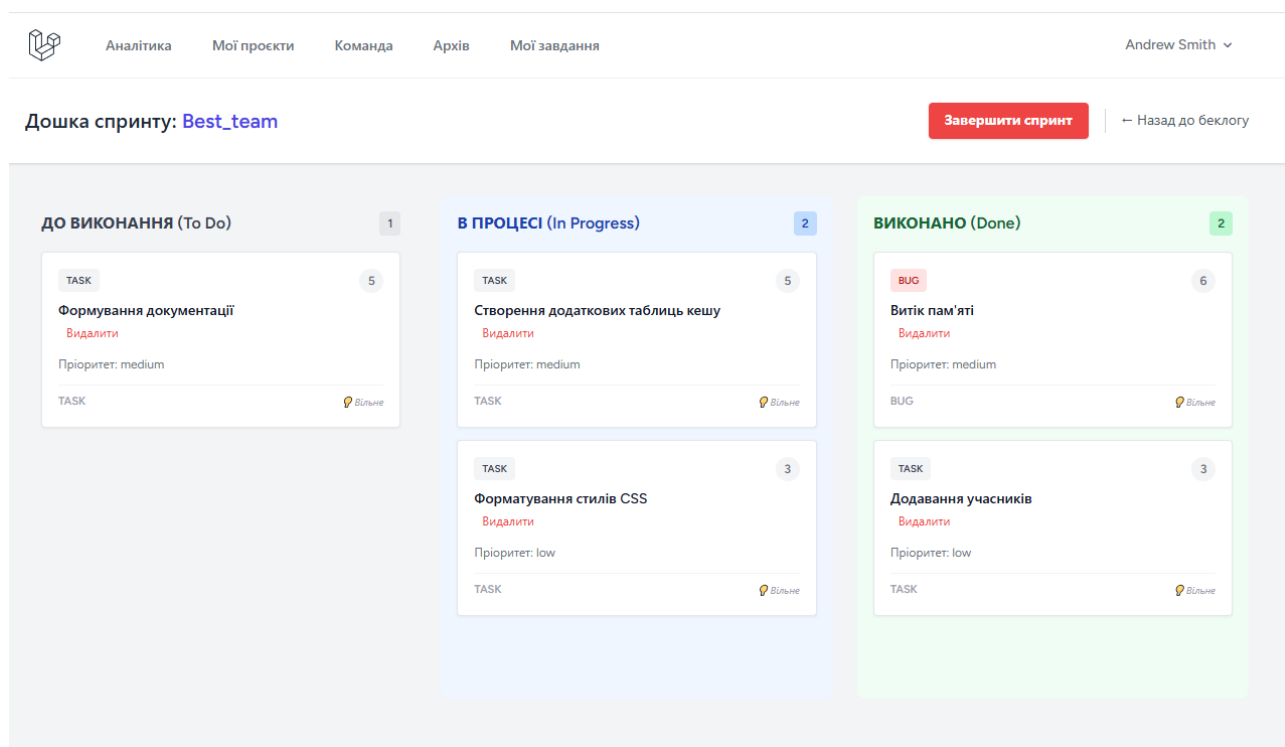 Аналітика Мої проєкти Команда Архів Мої завдання Andrew Smith
Дошка спринту: Best_team Завершити спринт ← Назад до беклогу
ДО ВИКОНАННЯ (To Do) 1
TASK 5
Формування документації
Видалити
Пріоритет: medium
TASK Вільне
В ПРОЦЕСІ (In Progress) 2
TASK 5
Створення додаткових таблиць кешу
Видалити
Пріоритет: medium
TASK Вільне
TASK 3
Форматування стилів CSS
Видалити
Пріоритет: low
TASK Вільне
ВИКОНАНО (Done) 2
BUG 6
Витік пам'яті
Видалити
Пріоритет: medium
BUG Вільне
TASK 3
Додавання учасників
Видалити
Пріоритет: low
TASK Вільне